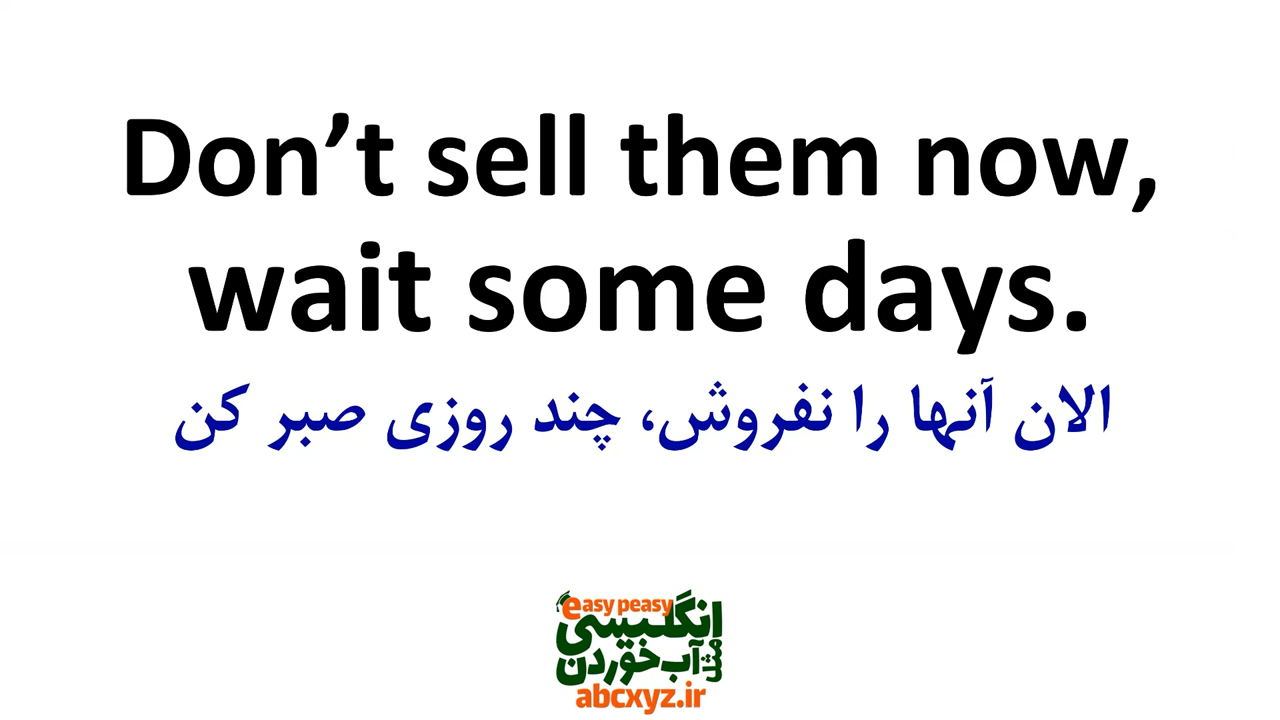 Don’t sell them now,
wait some days.
الان آنها را نفروش، چند روزی صبر کن
easy peasy
انگلیسی
مثل آب خوردن
abcxyz.ir